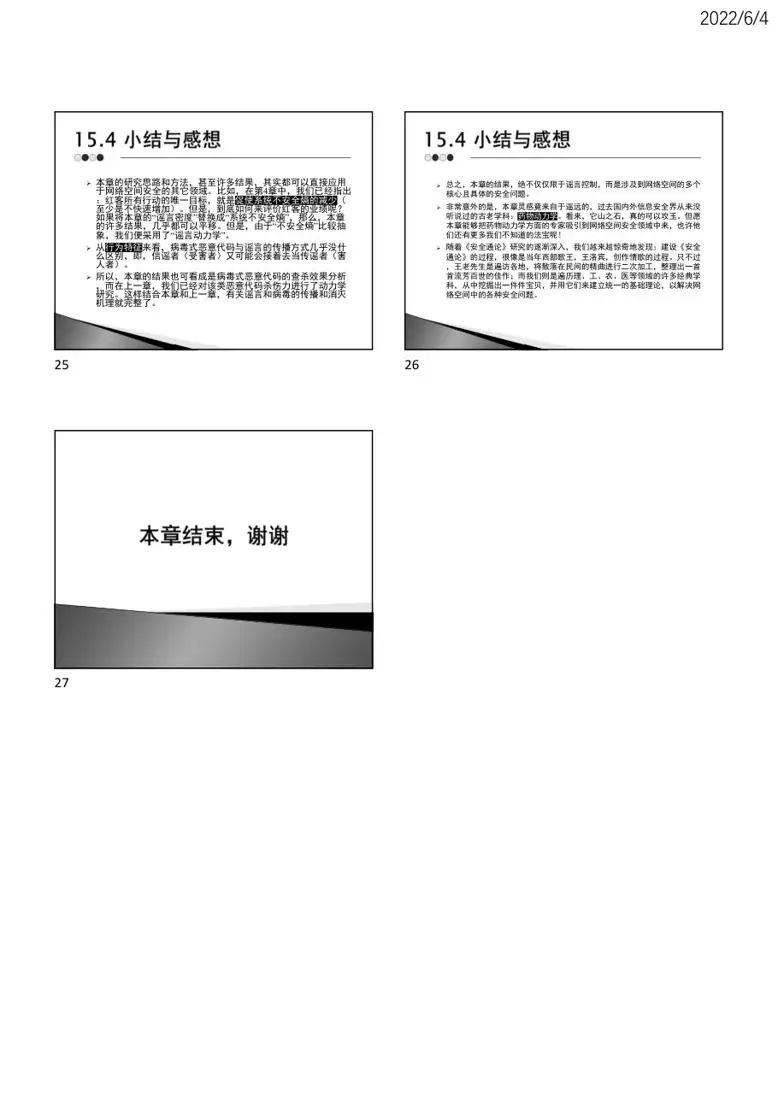 2022/6/4
15.4 小结与感想
本章的研究思路和方法，甚至许多结果，其实都可以直接应用
于网络空间安全的其它领域。比如，在第4章中，我们已经指出
：红客所有行动的唯一目标，就是促使系统不安全熵的减少（
至少是不快速增加）。但是，到底如何来评价红客的业绩呢？
如果将本章的“谣言密度”替换成“系统不安全熵”，那么，本章
的许多结果，几乎都可以平移。但是，由于“不安全熵”比较抽
象，我们便采用了“谣言动力学”。
从行为特征来看，病毒式恶意代码与谣言的传播方式几乎没什
么区别，即，信谣者（受害者）又可能会接着去当传谣者（害
人者）。
所以，本章的结果也可看成是病毒式恶意代码的查杀效果分析
，而在上一章，我们已经对该类恶意代码杀伤力进行了动力学
研究。这样结合本章和上一章，有关谣言和病毒的传播和消灭
机理就完整了。
25
15.4 小结与感想
总之，本章的结果，绝不仅仅限于谣言控制，而是涉及到网络空间的多个
核心且具体的安全问题。
非常意外的是，本章灵感竟来自于遥远的，过去国内外信息安全界从来没
听说过的古老学科：药物动力学。看来，它山之石，真的可以攻玉。但愿
本章能够把药物动力学方面的专家吸引到网络空间安全领域中来，也许他
们还有更多我们不知道的法宝呢！
随着《安全通论》研究的逐渐深入，我们越来越惊奇地发现：建设《安全
通论》的过程，很像是当年西部歌王，王洛宾，创作情歌的过程。只不过
，王老先生是遍访各地，将散落在民间的精曲进行二次加工，整理出一首
首流芳百世的佳作；而我们则是遍历理、工、农、医等领域的许多经典学
科，从中挖掘出一件件宝贝，并用它们来建立统一的基础理论，以解决网
络空间中的各种安全问题。
26
本章结束，谢谢
27